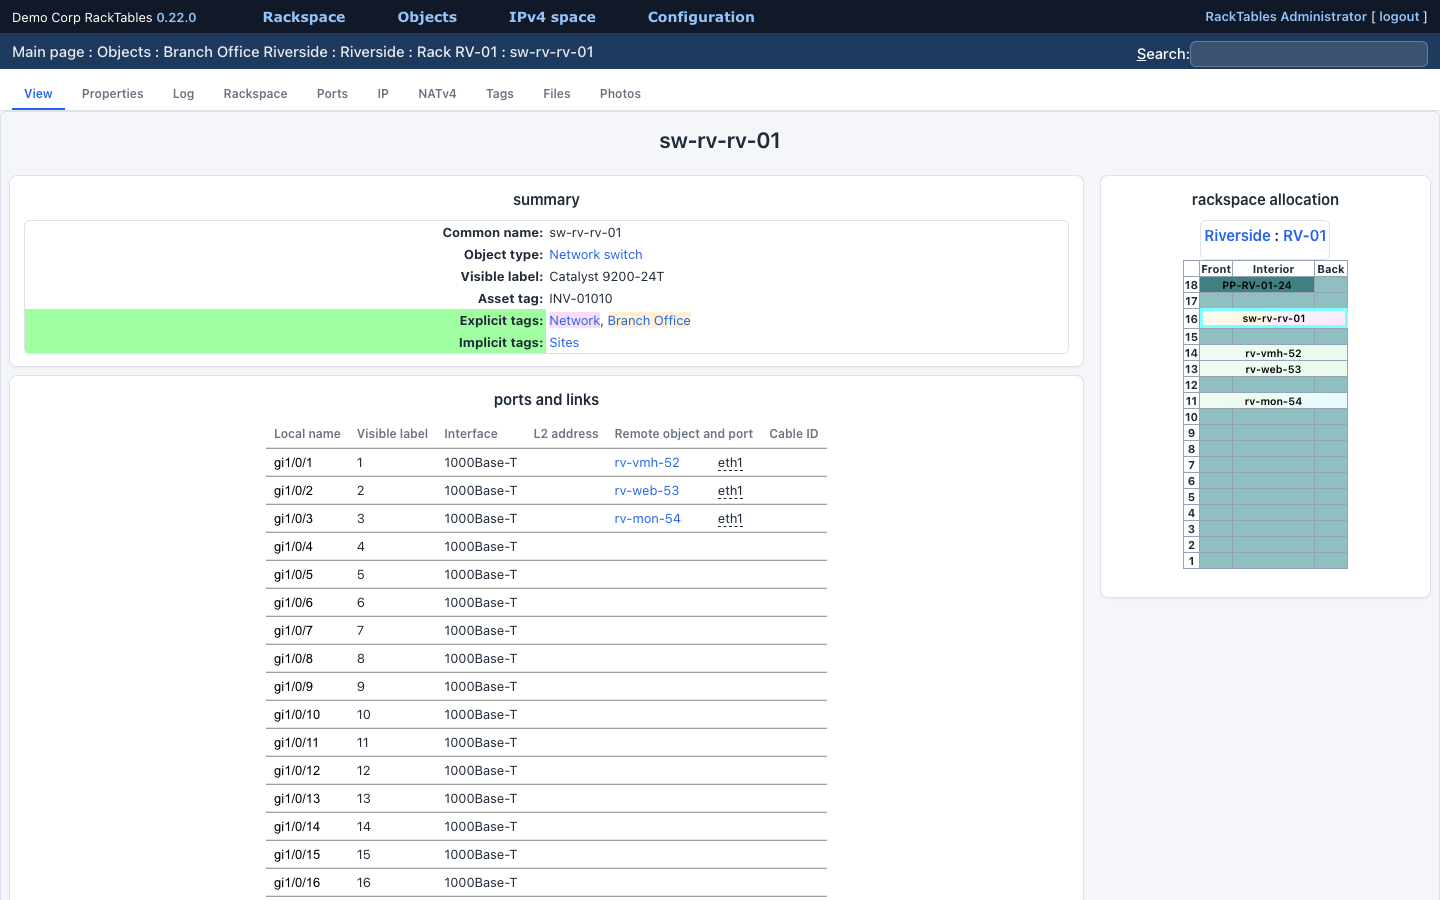 Demo Corp RackTables 0.22.0
Rackspace Objects IPv4 space Configuration
RackTables Administrator [ logout ]
Main page : Objects : Branch Office Riverside : Riverside : Rack RV-01 : sw-rv-rv-01
Search:
View Properties Log Rackspace Ports IP NATv4 Tags Files Photos
sw-rv-rv-01
summary
Common name: sw-rv-rv-01
Object type: Network switch
Visible label: Catalyst 9200-24T
Asset tag: INV-01010
Explicit tags: Network, Branch Office
Implicit tags: Sites
ports and links
Local name Visible label Interface L2 address Remote object and port Cable ID
gi1/0/1 1 1000Base-T rv-vmh-52 eth1
gi1/0/2 2 1000Base-T rv-web-53 eth1
gi1/0/3 3 1000Base-T rv-mon-54 eth1
gi1/0/4 4 1000Base-T
gi1/0/5 5 1000Base-T
gi1/0/6 6 1000Base-T
gi1/0/7 7 1000Base-T
gi1/0/8 8 1000Base-T
gi1/0/9 9 1000Base-T
gi1/0/10 10 1000Base-T
gi1/0/11 11 1000Base-T
gi1/0/12 12 1000Base-T
gi1/0/13 13 1000Base-T
gi1/0/14 14 1000Base-T
gi1/0/15 15 1000Base-T
gi1/0/16 16 1000Base-T
rackspace allocation
Riverside : RV-01
Front Interior Back
18 PP-RV-01-24
17
16 sw-rv-rv-01
15
14 rv-vmh-52
13 rv-web-53
12
11 rv-mon-54
10
9
8
7
6
5
4
3
2
1